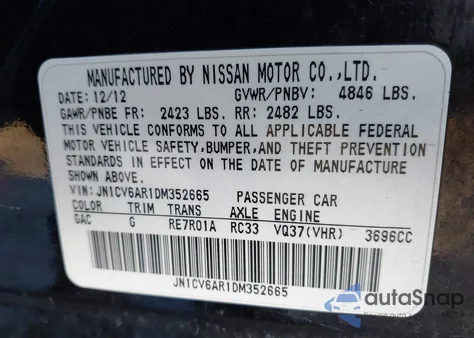 MANUFACTURED BY NISSAN MOTOR CO.,LTD.
DATE: 12/12 GVWR/PNBV: 4846 LBS.
GAWR/PNBE FR: 2423 LBS. RR: 2482 LBS.
THIS VEHICLE CONFORMS TO ALL APPLICABLE FEDERAL
MOTOR VEHICLE SAFETY,BUMPER,AND THEFT PREVENTION
STANDARDS IN EFFECT ON THE DATE OF MANUFACTURE
SHOWN ABOVE.
VIN: JN1CV6AR1DM352665 PASSENGER CAR
COLOR TRIM TRANS AXLE ENGINE
GAC G RE7R01A RC33 VQ37(VHR) 3696CC
JN1CV6AR1DM352665
autoSnap